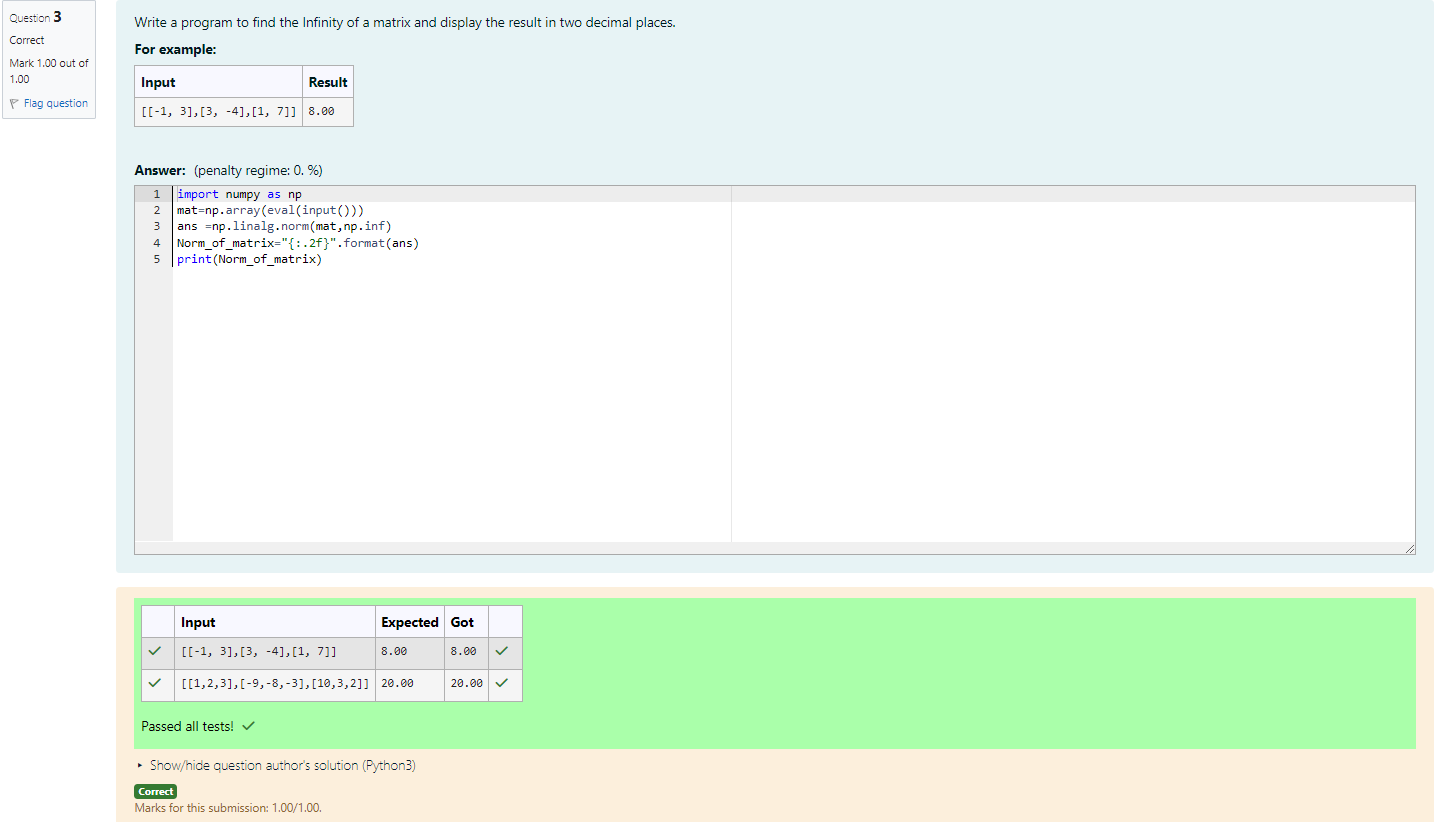 Question 3
Correct
Mark 1.00 out of
1.00
Flag question
Write a program to find the Infinity of a matrix and display the result in two decimal places.
For example:
Input Result
[[-1, 3],[3, -4],[1, 7]] 8.00
Answer: (penalty regime: 0. %)
1 import numpy as np
2 mat=np.array(eval(input()))
3 ans =np.linalg.norm(mat,np.inf)
4 Norm_of_matrix="{:.2f}".format(ans)
5 print(Norm_of_matrix)
Input Expected Got
[[-1, 3],[3, -4],[1, 7]] 8.00 8.00
[[1,2,3],[-9,-8,-3],[10,3,2]] 20.00 20.00
Passed all tests!
Show/hide question author's solution (Python3)
Correct
Marks for this submission: 1.00/1.00.